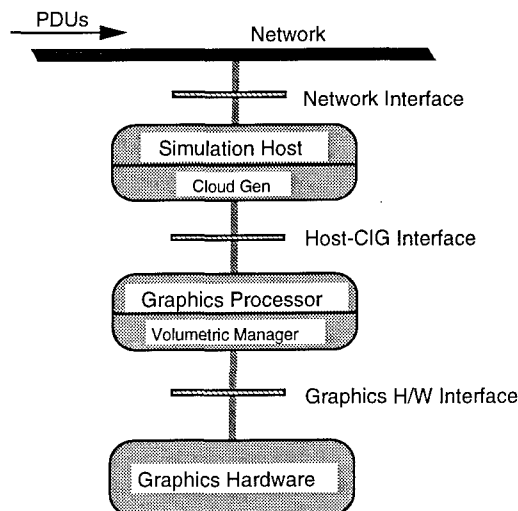 PDUs
Network
Network Interface
Simulation Host
Cloud Gen
Host-CIG Interface
Graphics Processor
Volumetric Manager
Graphics H/W Interface
Graphics Hardware